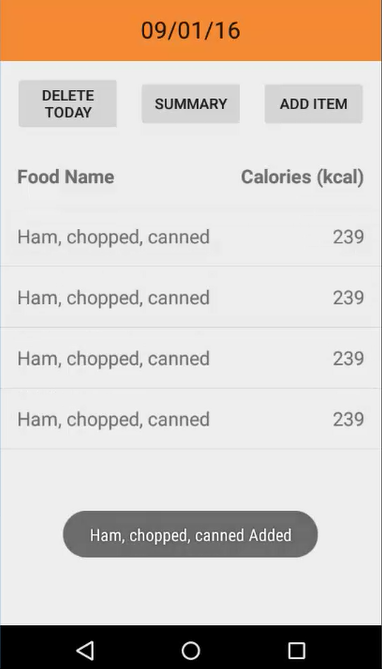 09/01/16
DELETE
TODAY
SUMMARY
ADD ITEM
Food Name Calories (kcal)
Ham, chopped, canned 239
Ham, chopped, canned 239
Ham, chopped, canned 239
Ham, chopped, canned 239
Ham, chopped, canned Added